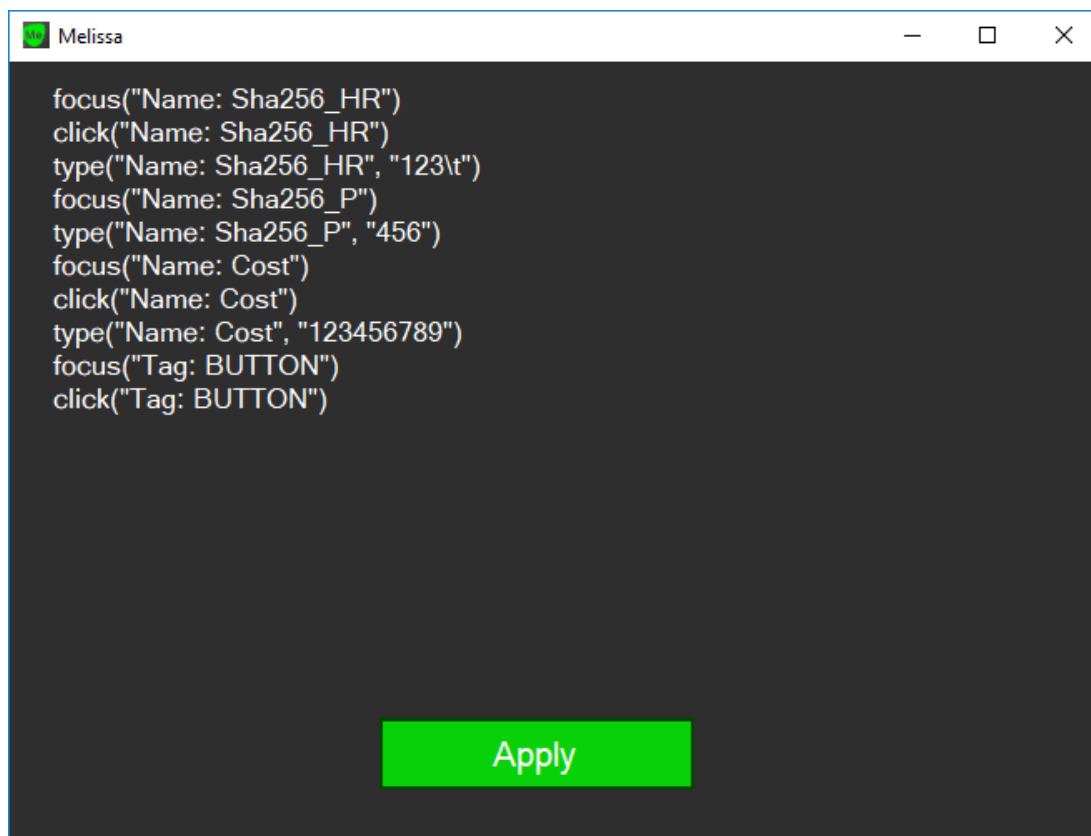 Me Melissa
focus("Name: Sha256_HR")
click("Name: Sha256_HR")
type("Name: Sha256_HR", "123\t")
focus("Name: Sha256_P")
type("Name: Sha256_P", "456")
focus("Name: Cost")
click("Name: Cost")
type("Name: Cost", "123456789")
focus("Tag: BUTTON")
click("Tag: BUTTON")
Apply